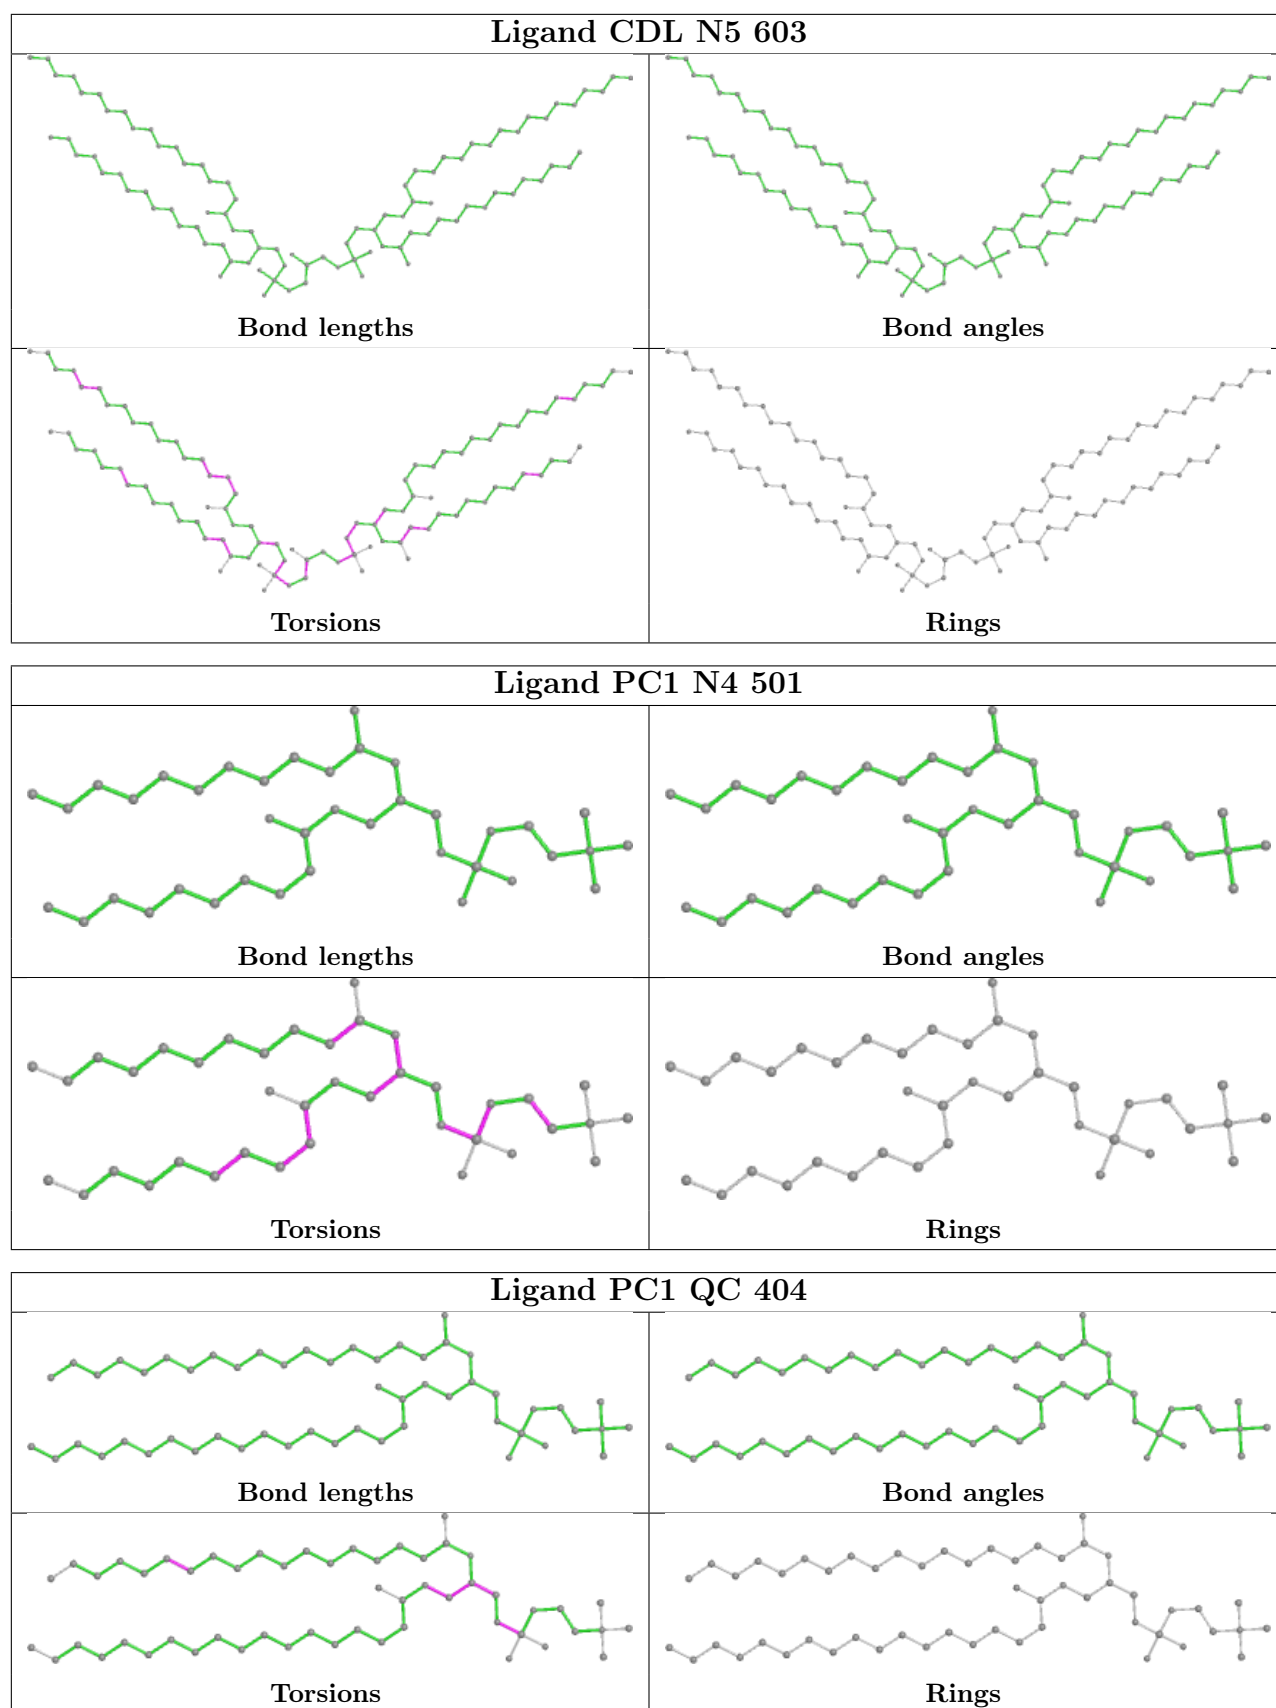 Ligand CDL N5 603
Bond lengths
Bond angles
Torsions
Rings
Ligand PC1 N4 501
Bond lengths
Bond angles
Torsions
Rings
Ligand PC1 QC 404
Bond lengths
Bond angles
Torsions
Rings